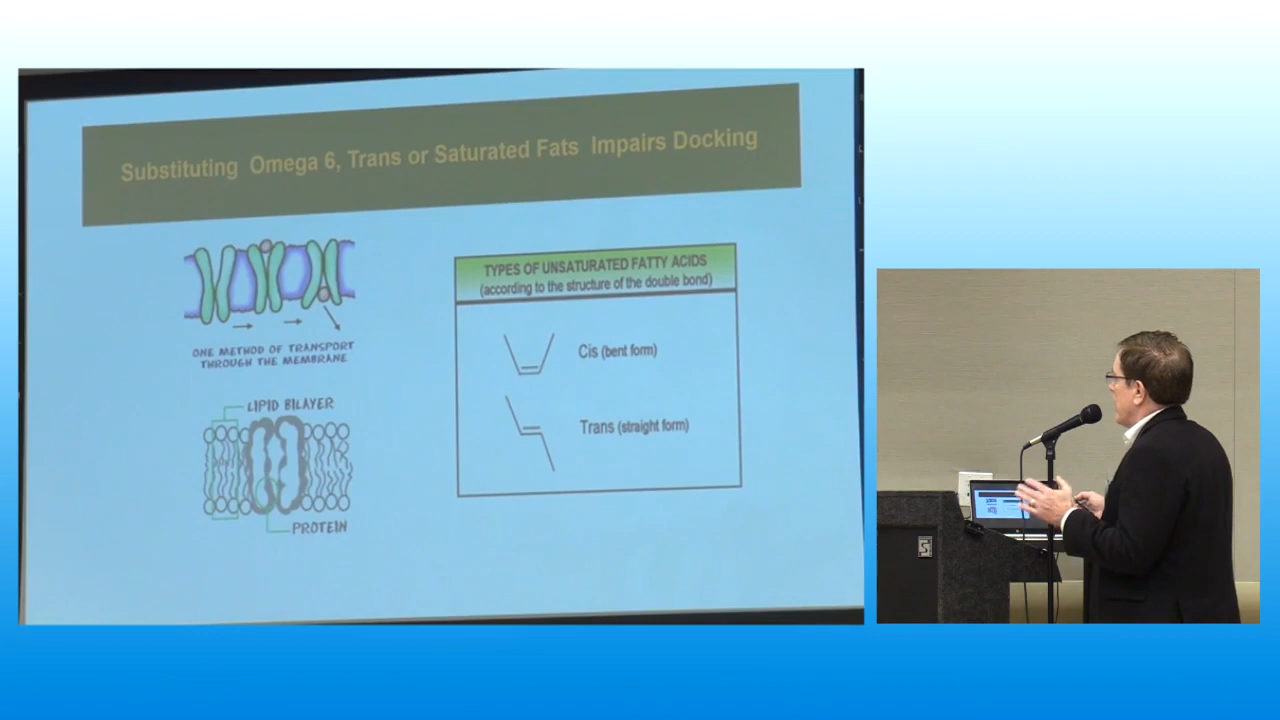 Substituting Omega 6, Trans or Saturated Fats Impairs Docking
ONE METHOD OF TRANSPORT
THROUGH THE MEMBRANE
LIPID BILAYER
PROTEIN
TYPES OF UNSATURATED FATTY ACIDS
(according to the structure of the double bond)
Cis (bent form)
Trans (straight form)